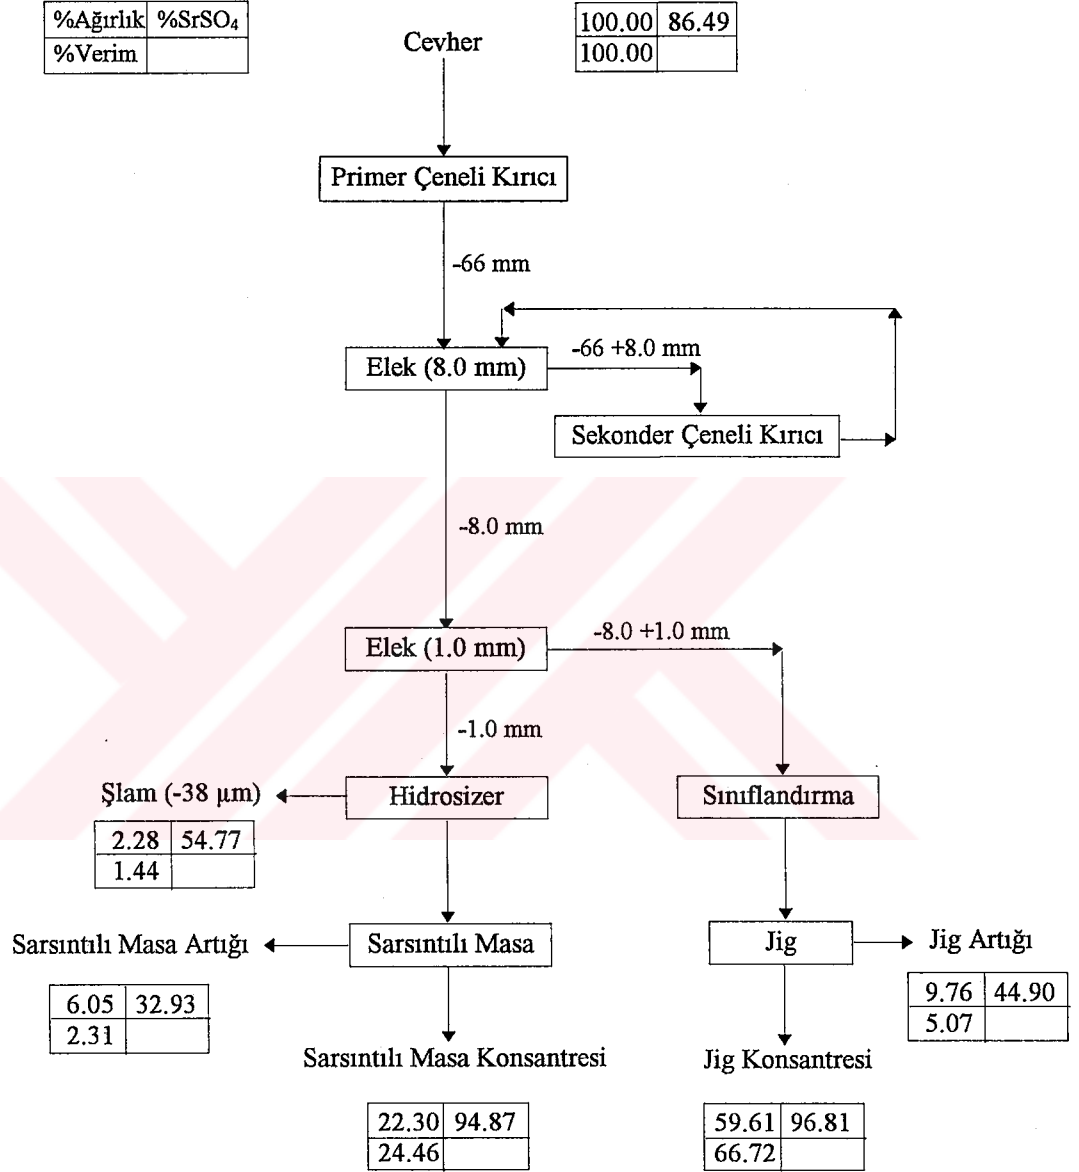 %Ağırlık %SrSO₄
%Verim
100.00 86.49
100.00
Cevher
Primer Çeneli Kırıcı
-66 mm
Elek (8.0 mm)
-66 +8.0 mm
Sekonder Çeneli Kırıcı
-8.0 mm
Elek (1.0 mm)
-8.0 +1.0 mm
-1.0 mm
Şlam (-38 µm)
Hidrosizer
Sınıflandırma
2.28 54.77
1.44
Sarsıntılı Masa Artığı
Sarsıntılı Masa
Jig
Jig Artığı
6.05 32.93
2.31
9.76 44.90
5.07
Sarsıntılı Masa Konsantresi
Jig Konsantresi
22.30 94.87
24.46
59.61 96.81
66.72